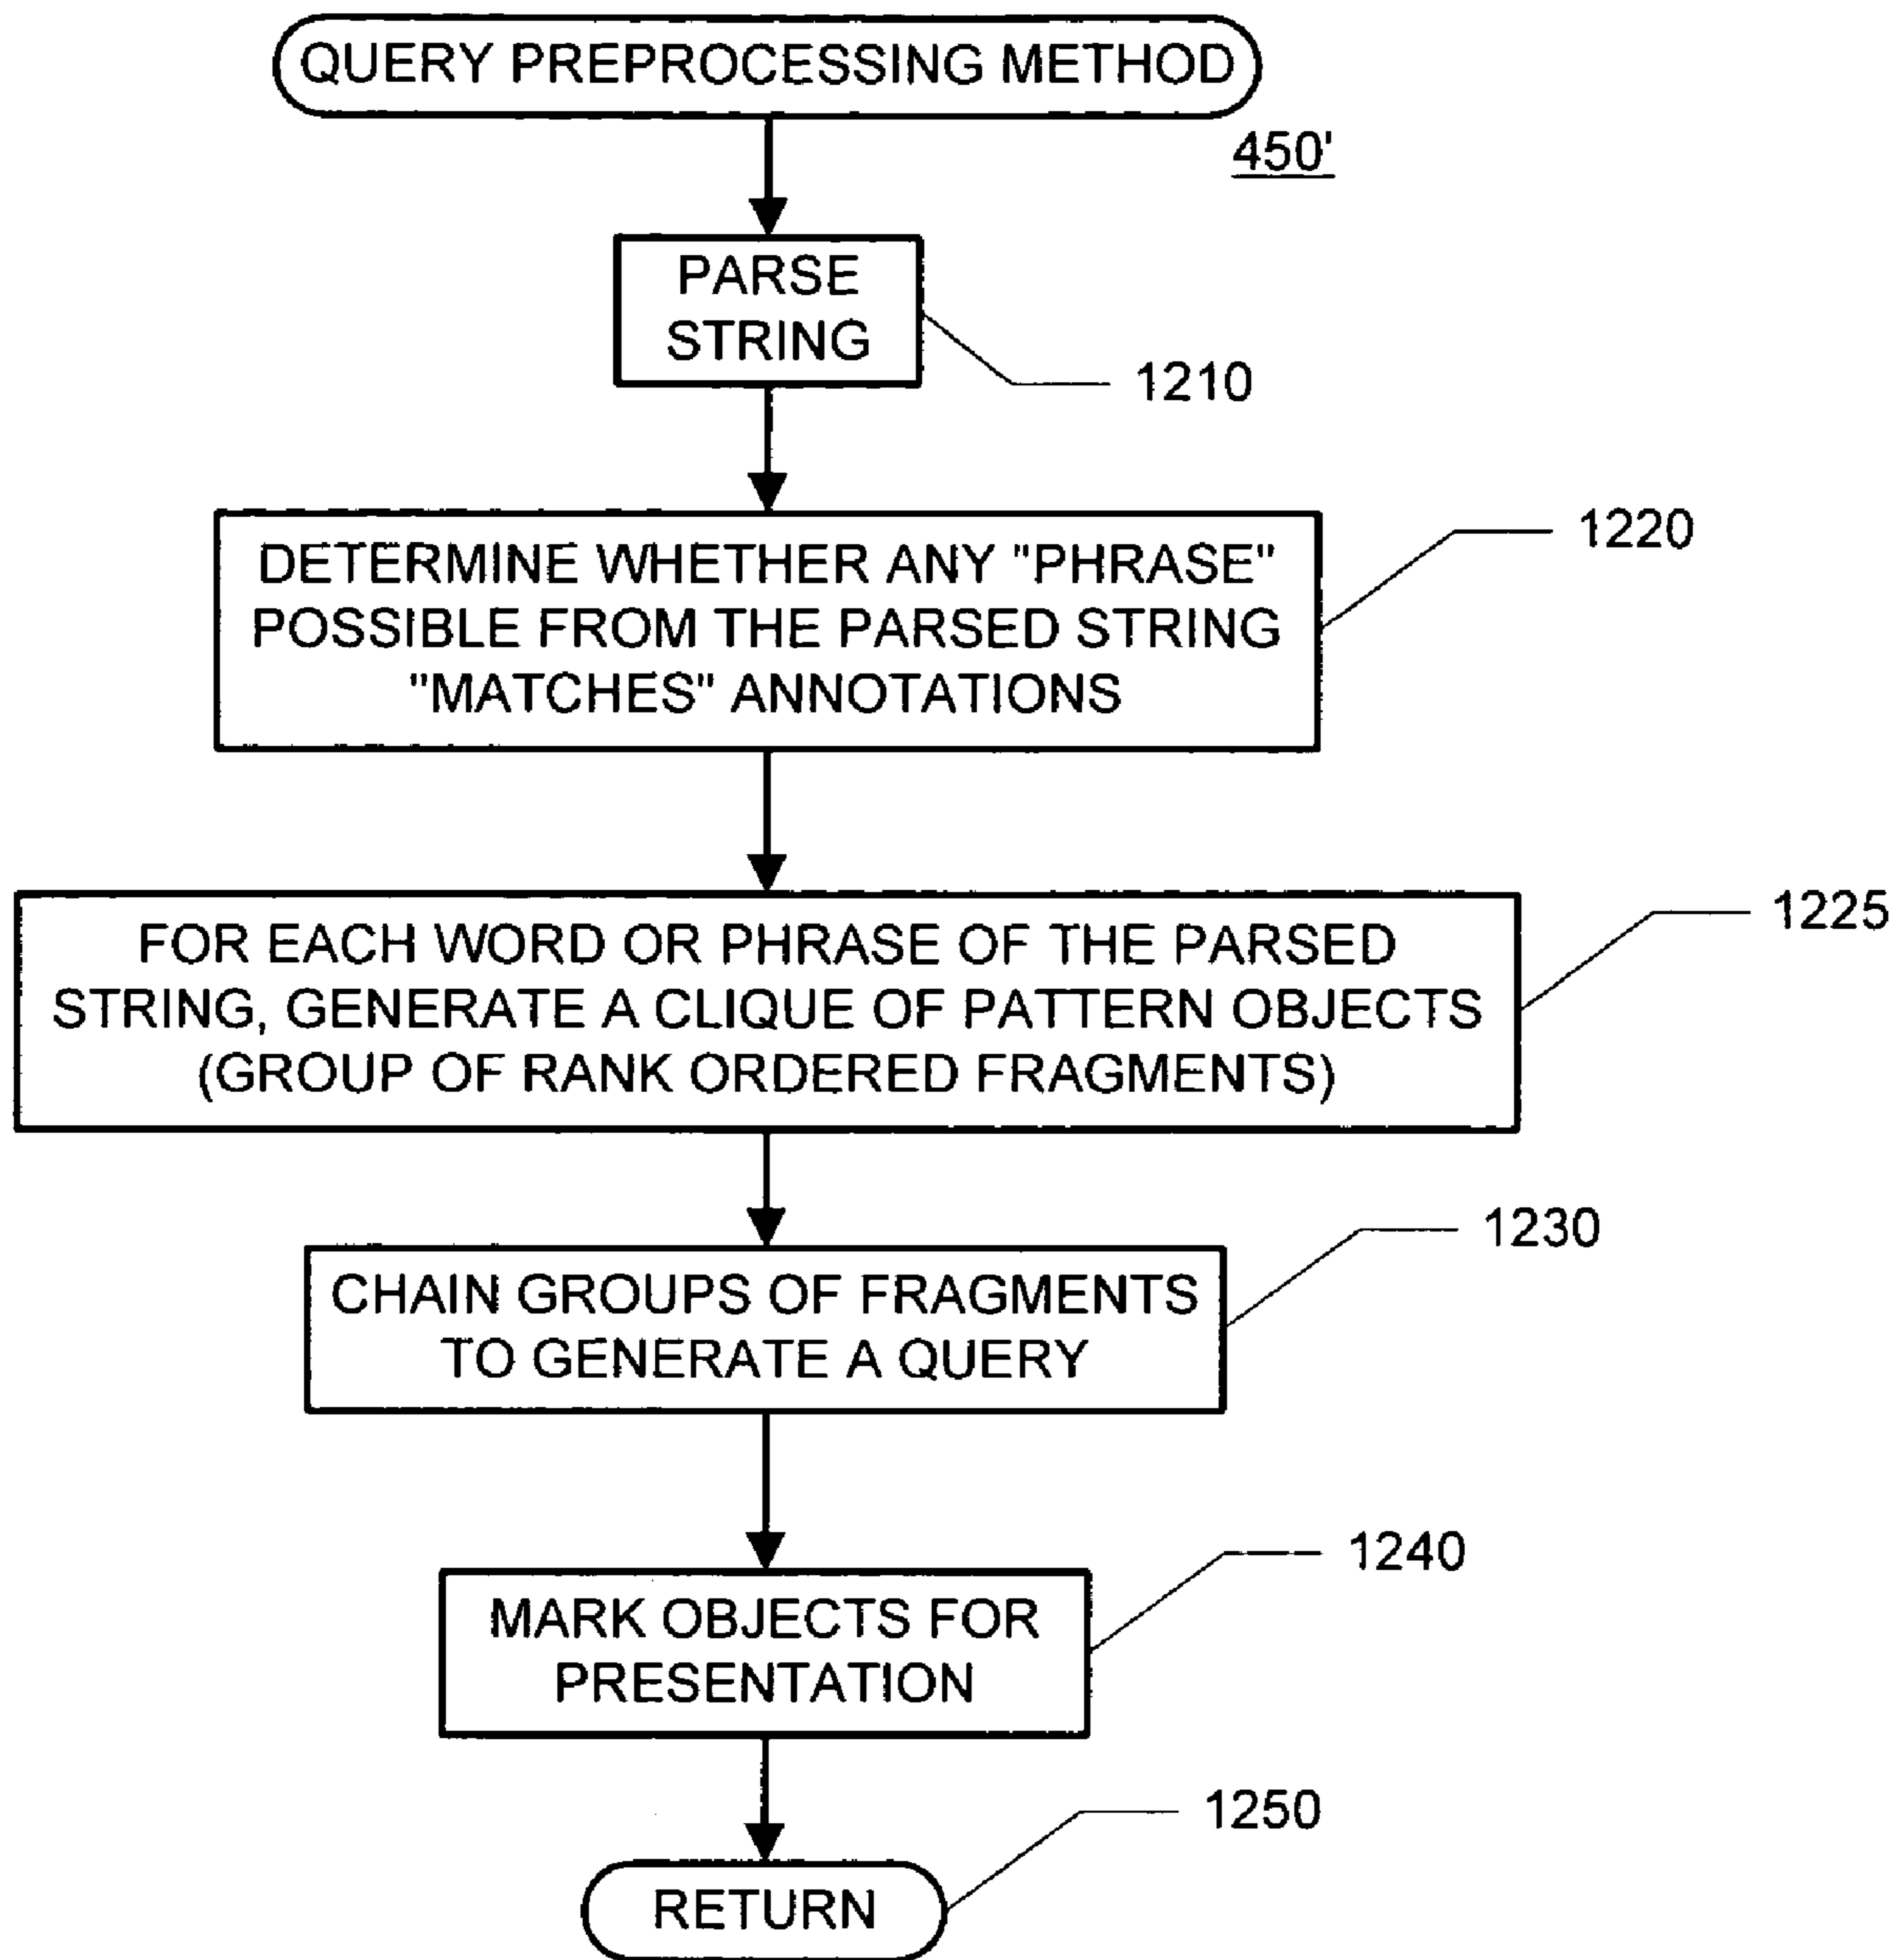 QUERY PREPROCESSING METHOD
450'
PARSE
STRING
1210
1220
DETERMINE WHETHER ANY "PHRASE"
POSSIBLE FROM THE PARSED STRING
"MATCHES" ANNOTATIONS
1225
FOR EACH WORD OR PHRASE OF THE PARSED
STRING, GENERATE A CLIQUE OF PATTERN OBJECTS
(GROUP OF RANK ORDERED FRAGMENTS)
1230
CHAIN GROUPS OF FRAGMENTS
TO GENERATE A QUERY
1240
MARK OBJECTS FOR
PRESENTATION
1250
RETURN